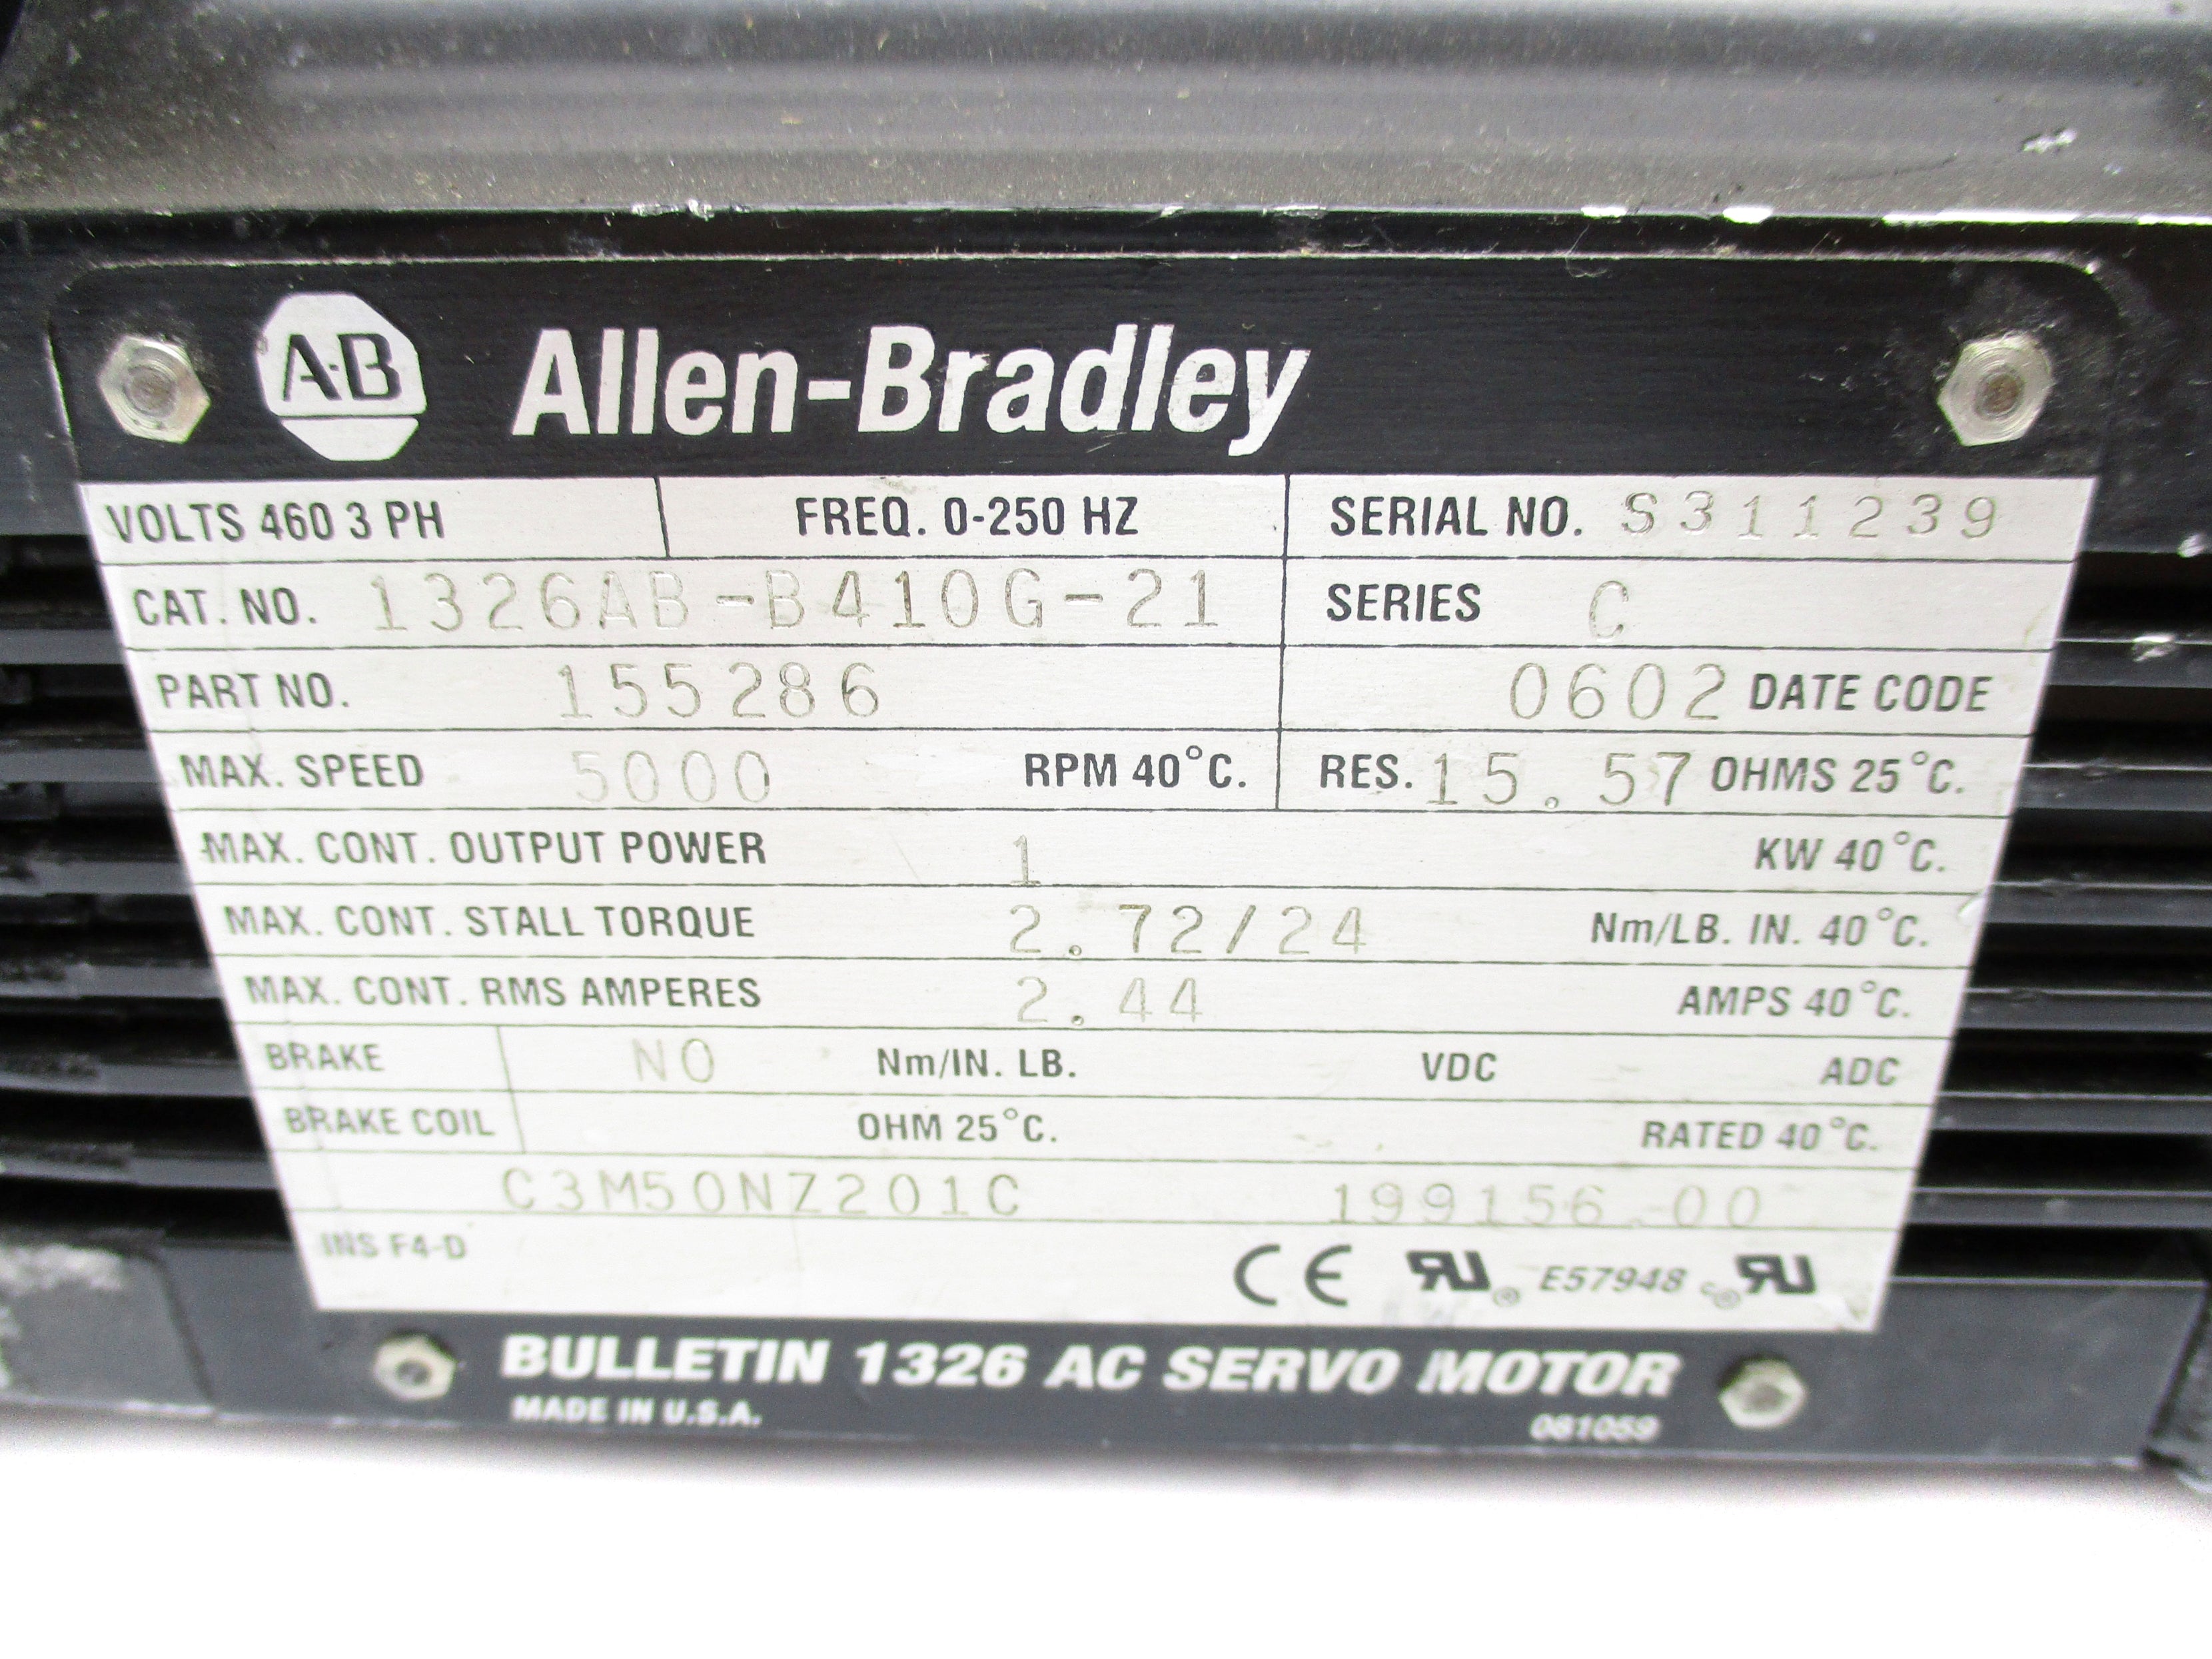 A-B Allen-Bradley
VOLTS 460 3 PH FREQ. 0-250 HZ SERIAL NO. S311239
CAT. NO. 1326AB-B410G-21 SERIES C
PART NO. 155286 0602 DATE CODE
MAX. SPEED 5000 RPM 40°C. RES. 15.57 OHMS 25°C.
MAX. CONT. OUTPUT POWER 1 KW 40°C.
MAX. CONT. STALL TORQUE 2.72/24 Nm/LB. IN. 40°C.
MAX. CONT. RMS AMPERES 2.44 AMPS 40°C.
BRAKE NO Nm/IN. LB. VDC ADC
BRAKE COIL OHM 25°C. RATED 40°C.
C3M50NZ201C 199156-00
INS F4-D CE RU® E57948 c®RU
BULLETIN 1326 AC SERVO MOTOR
MADE IN U.S.A. 081059